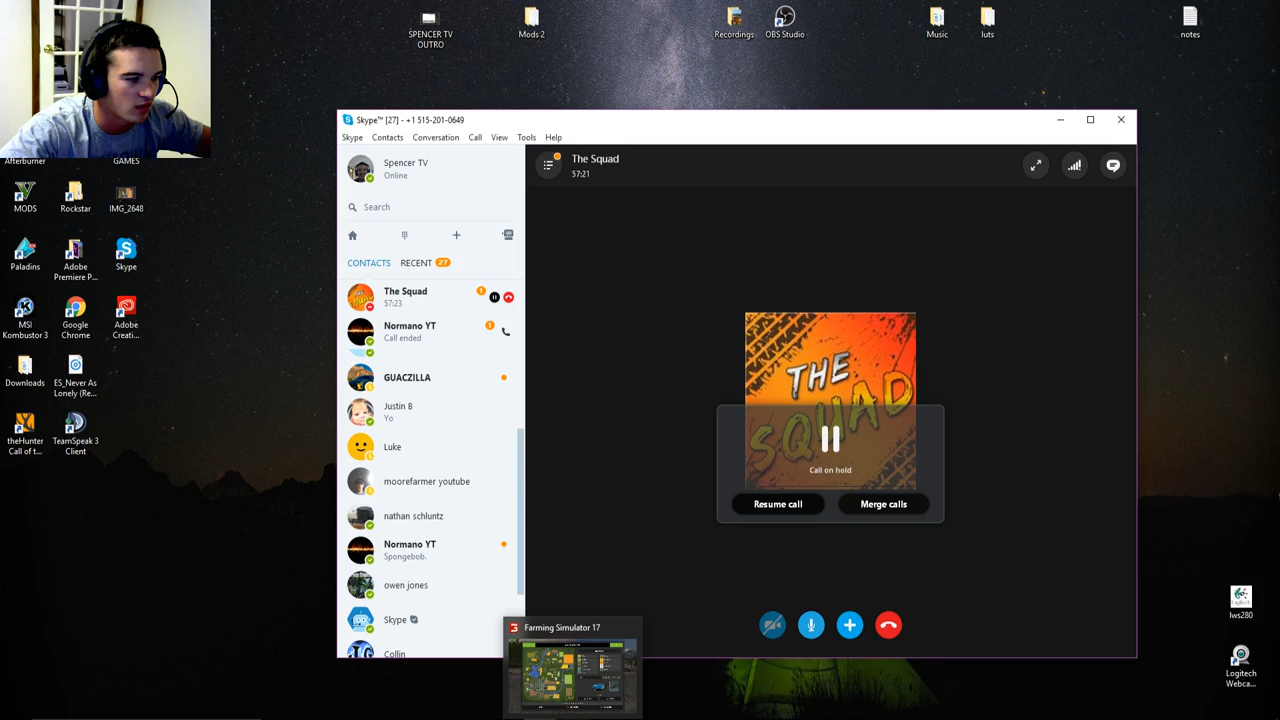 SPENCER TV
OUTRO
Mods 2
Recordings
OBS Studio
Music
luts
notes
Afterburner
GAMES
MODS
Rockstar
IMG_2648
Paladins
Adobe
Premiere P...
Skype
MSI
Kombustor 3
Google
Chrome
Adobe
Creati...
Downloads
ES_Never As
Lonely (Re...
theHunter
Call of t...
TeamSpeak 3
Client
Skype™ [27] - +1 515-201-0649
Skype Contacts Conversation Call View Tools Help
Spencer TV
Online
Search
CONTACTS RECENT 27
The Squad
57:23
1
Normano YT
Call ended
1
GUACZILLA
Justin B
Yo
Luke
moorefarmer youtube
nathan schluntz
Normano YT
Spongebob.
owen jones
Skype
Collin
The Squad
57:21
THE
SQUAD
Call on hold
Resume call
Merge calls
Farming Simulator 17
lws280
Logitech
Webca...